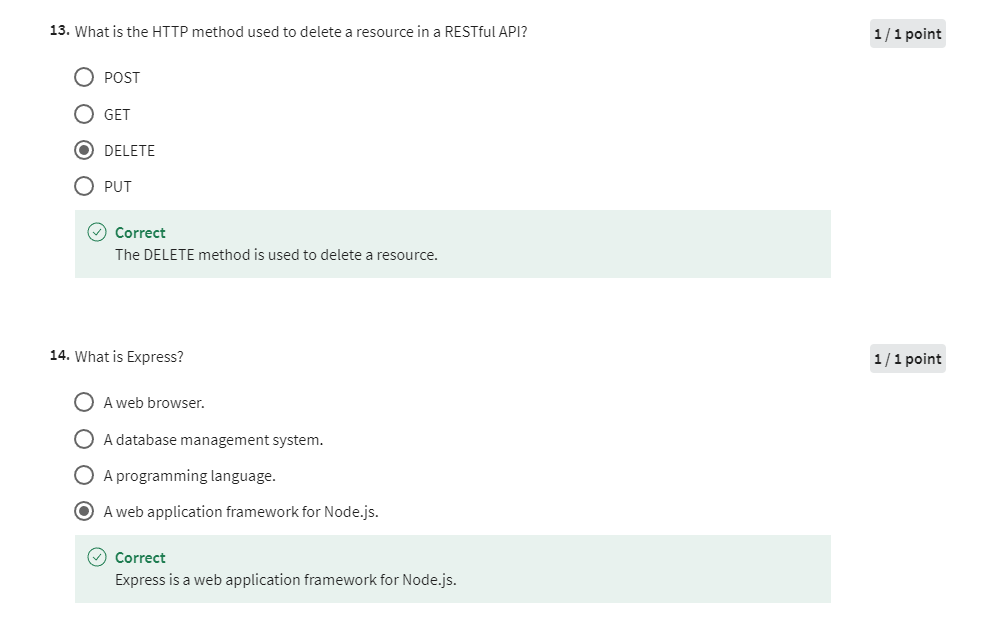 13. What is the HTTP method used to delete a resource in a RESTful API?
1 / 1 point
POST
GET
DELETE
PUT
Correct
The DELETE method is used to delete a resource.
14. What is Express?
1 / 1 point
A web browser.
A database management system.
A programming language.
A web application framework for Node.js.
Correct
Express is a web application framework for Node.js.